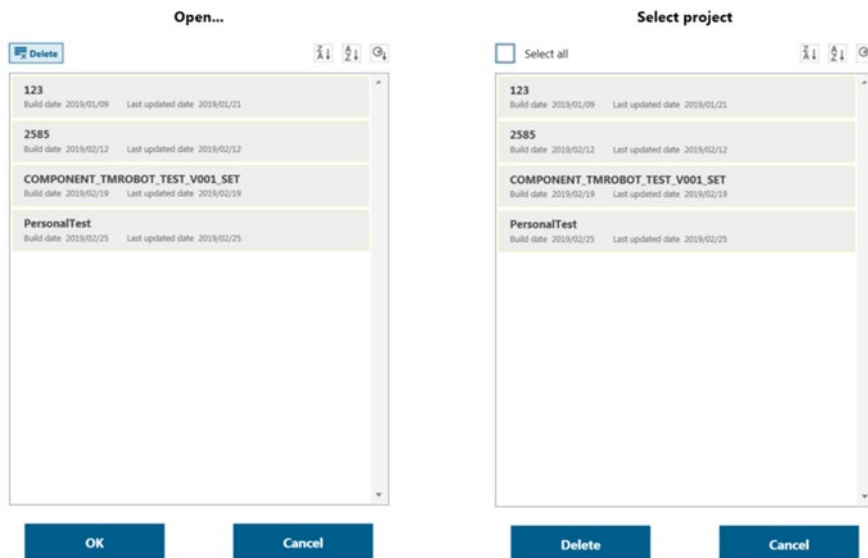 Open...
Delete
123
Build date 2019/01/09 Last updated date 2019/01/21
2585
Build date 2019/02/12 Last updated date 2019/02/12
COMPONENT_TMROBOT_TEST_V001_SET
Build date 2019/02/19 Last updated date 2019/02/19
PersonalTest
Build date 2019/02/25 Last updated date 2019/02/25
OK Cancel
Select project
Select all
123
Build date 2019/01/09 Last updated date 2019/01/21
2585
Build date 2019/02/12 Last updated date 2019/02/12
COMPONENT_TMROBOT_TEST_V001_SET
Build date 2019/02/19 Last updated date 2019/02/19
PersonalTest
Build date 2019/02/25 Last updated date 2019/02/25
Delete Cancel